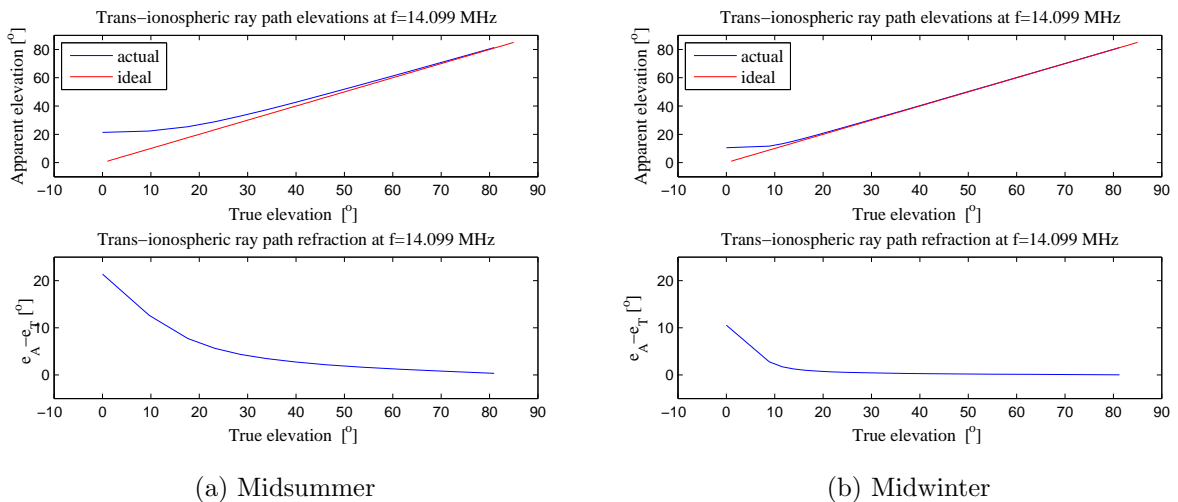 Trans−ionospheric ray path elevations at f=14.099 MHz
Apparent elevation [o]
80
60
40
20
0
actual
ideal
−10 0 10 20 30 40 50 60 70 80 90
True elevation [o]
Trans−ionospheric ray path refraction at f=14.099 MHz
e_A−e_T [o]
20
10
0
−10 0 10 20 30 40 50 60 70 80 90
True elevation [o]
(a) Midsummer
Trans−ionospheric ray path elevations at f=14.099 MHz
Apparent elevation [o]
80
60
40
20
0
actual
ideal
−10 0 10 20 30 40 50 60 70 80 90
True elevation [o]
Trans−ionospheric ray path refraction at f=14.099 MHz
e_A−e_T [o]
20
10
0
−10 0 10 20 30 40 50 60 70 80 90
True elevation [o]
(b) Midwinter